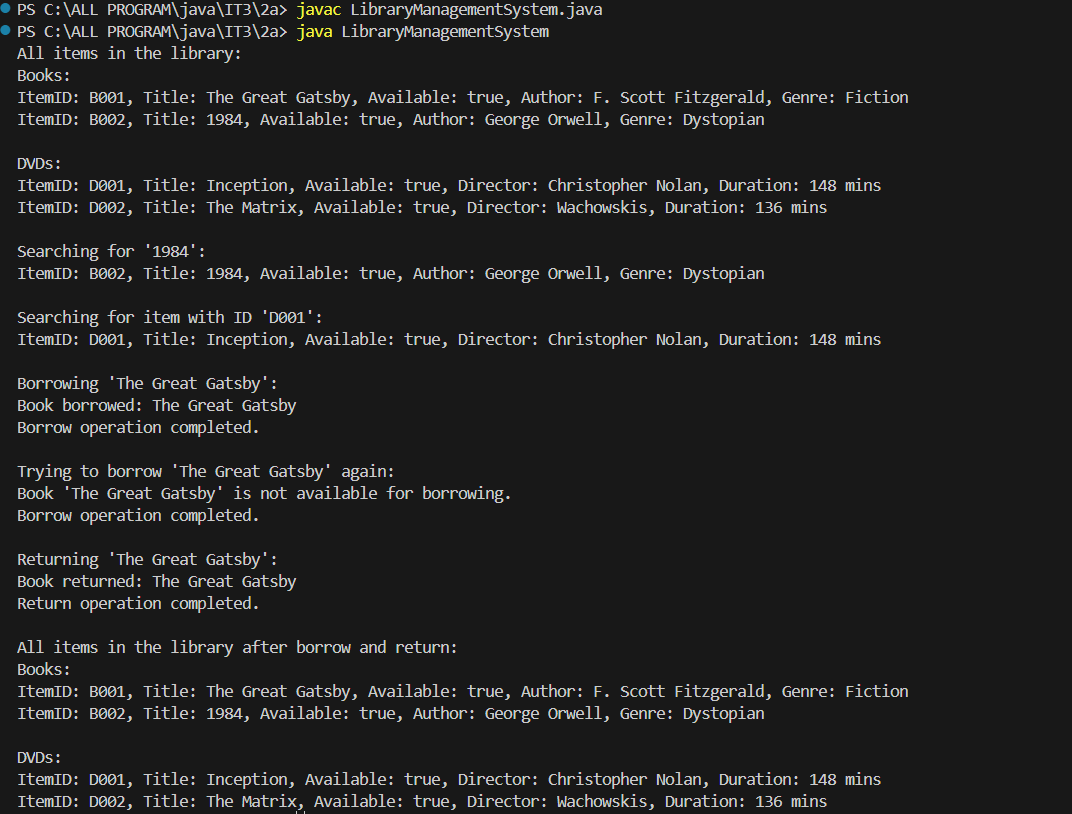 PS C:\ALL PROGRAM\java\IT3\2a> javac LibraryManagementSystem.java
PS C:\ALL PROGRAM\java\IT3\2a> java LibraryManagementSystem
All items in the library:
Books:
ItemID: B001, Title: The Great Gatsby, Available: true, Author: F. Scott Fitzgerald, Genre: Fiction
ItemID: B002, Title: 1984, Available: true, Author: George Orwell, Genre: Dystopian
DVDs:
ItemID: D001, Title: Inception, Available: true, Director: Christopher Nolan, Duration: 148 mins
ItemID: D002, Title: The Matrix, Available: true, Director: Wachowskis, Duration: 136 mins
Searching for '1984':
ItemID: B002, Title: 1984, Available: true, Author: George Orwell, Genre: Dystopian
Searching for item with ID 'D001':
ItemID: D001, Title: Inception, Available: true, Director: Christopher Nolan, Duration: 148 mins
Borrowing 'The Great Gatsby':
Book borrowed: The Great Gatsby
Borrow operation completed.
Trying to borrow 'The Great Gatsby' again:
Book 'The Great Gatsby' is not available for borrowing.
Borrow operation completed.
Returning 'The Great Gatsby':
Book returned: The Great Gatsby
Return operation completed.
All items in the library after borrow and return:
Books:
ItemID: B001, Title: The Great Gatsby, Available: true, Author: F. Scott Fitzgerald, Genre: Fiction
ItemID: B002, Title: 1984, Available: true, Author: George Orwell, Genre: Dystopian
DVDs:
ItemID: D001, Title: Inception, Available: true, Director: Christopher Nolan, Duration: 148 mins
ItemID: D002, Title: The Matrix, Available: true, Director: Wachowskis, Duration: 136 mins